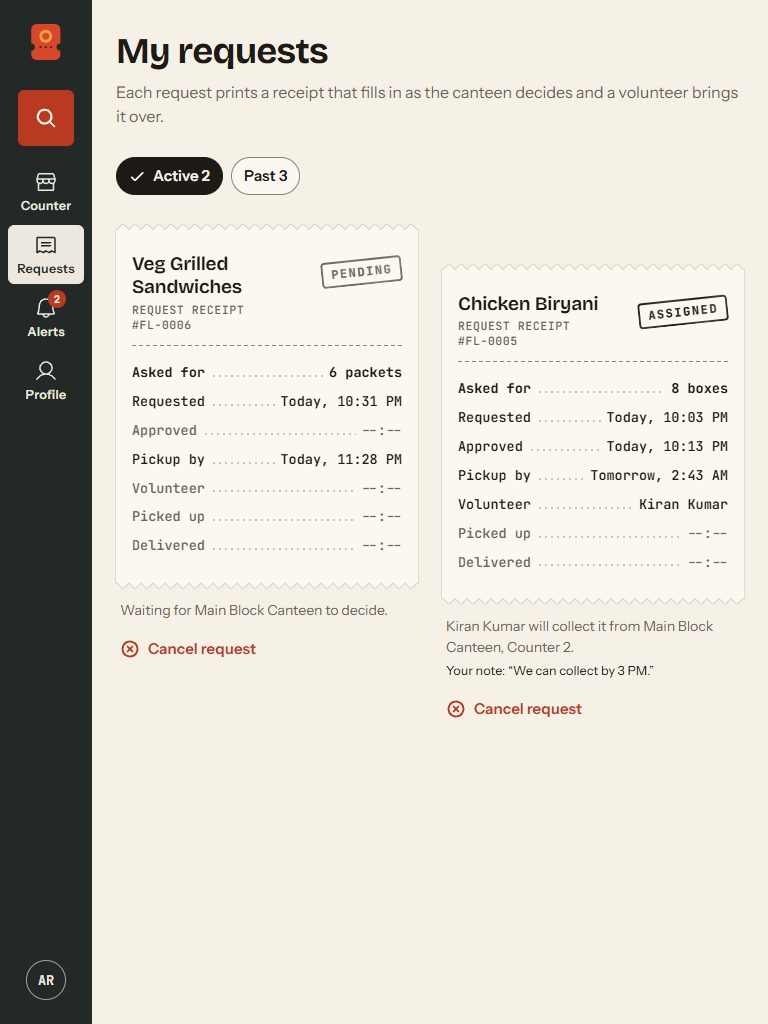 Counter
Requests
2
Alerts
Profile
AR
My requests
Each request prints a receipt that fills in as the canteen decides and a volunteer brings
it over.
Active 2
Past 3
Veg Grilled
Sandwiches
PENDING
REQUEST RECEIPT
#FL-0006
Asked for 6 packets
Requested Today, 10:31 PM
Approved --:--
Pickup by Today, 11:28 PM
Volunteer --:--
Picked up --:--
Delivered --:--
Waiting for Main Block Canteen to decide.
Cancel request
Chicken Biryani
ASSIGNED
REQUEST RECEIPT
#FL-0005
Asked for 8 boxes
Requested Today, 10:03 PM
Approved Today, 10:13 PM
Pickup by Tomorrow, 2:43 AM
Volunteer Kiran Kumar
Picked up --:--
Delivered --:--
Kiran Kumar will collect it from Main Block
Canteen, Counter 2.
Your note: “We can collect by 3 PM.”
Cancel request